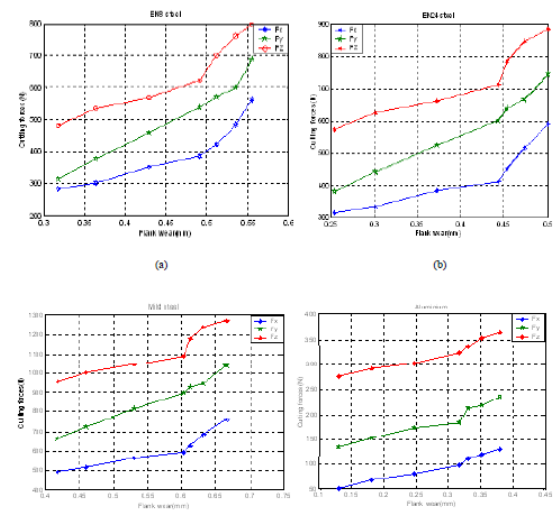 EN8 steel
Fx
Fy
FZ
Cutting forces (N)
800
700
600
500
400
300
200
0.3
0.35
0.4
0.45
0.5
0.55
0.6
Flank wear(mm)
(a)
EN24 steel
Fx
Fy
FZ
Cutting forces(N)
900
800
700
600
500
400
300
0.25
0.3
0.35
0.4
0.45
0.5
Flank wear(mm)
(b)
Mild steel
Fx
Fy
Fz
Cutting forces(N)
1300
1200
1000
900
800
700
600
500
400
0.4
0.45
0.5
0.55
0.6
0.65
0.7
0.75
Flank wear(mm)
Aluminium
Fx
Fy
Fz
Cutting forces(N)
400
350
300
250
200
150
100
50
0.1
0.15
0.2
0.25
0.3
0.35
0.4
0.45
Flank wear(mm)